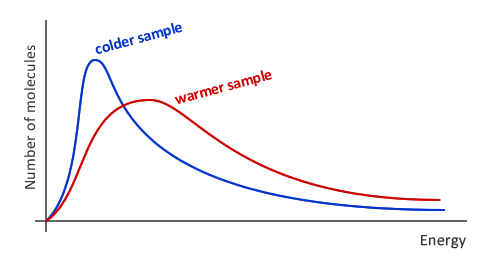 colder sample
warmer sample
Number of molecules
Energy